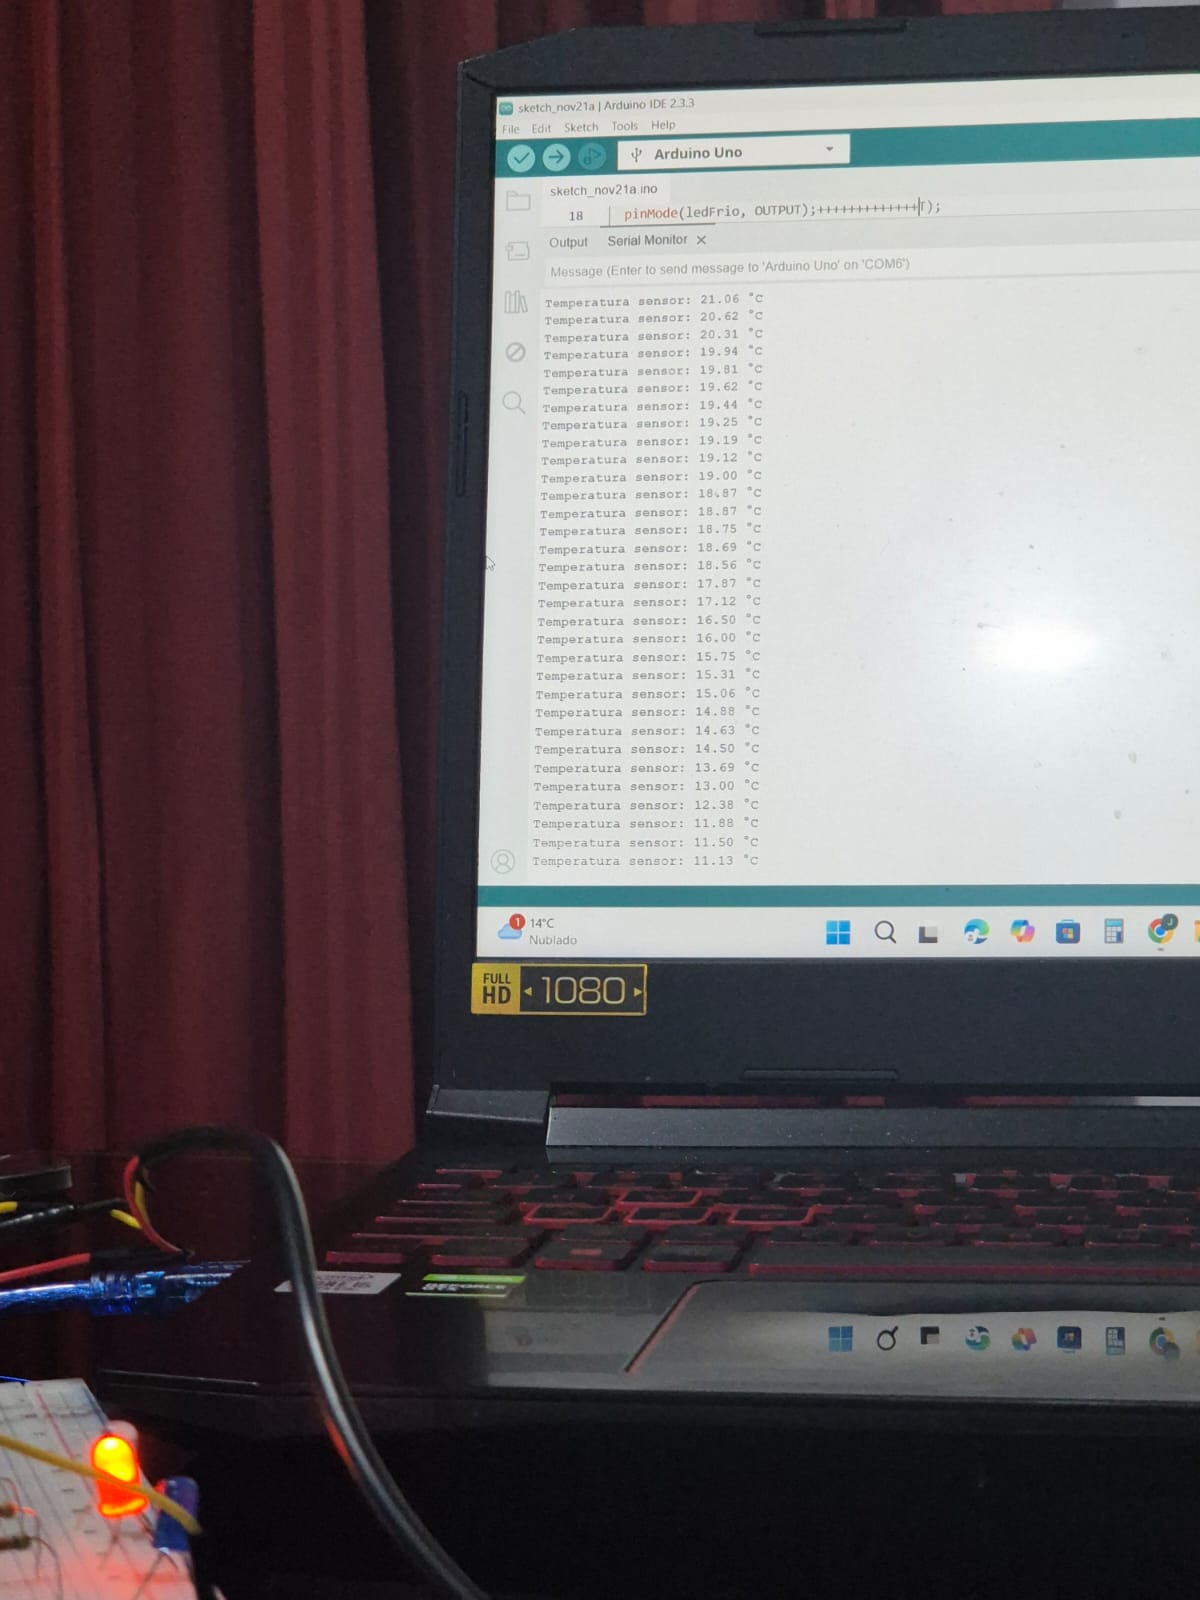 sketch_nov21a | Arduino IDE 2.3.3
File Edit Sketch Tools Help
Arduino Uno
sketch_nov21a.ino
18 pinMode(ledFrio, OUTPUT);+++++++++++++T);
Output Serial Monitor X
Message (Enter to send message to 'Arduino Uno' on 'COM6')
Temperatura sensor: 21.06 °C
Temperatura sensor: 20.62 °C
Temperatura sensor: 20.31 °C
Temperatura sensor: 19.94 °C
Temperatura sensor: 19.81 °C
Temperatura sensor: 19.62 °C
Temperatura sensor: 19.44 °C
Temperatura sensor: 19.25 °C
Temperatura sensor: 19.19 °C
Temperatura sensor: 19.12 °C
Temperatura sensor: 19.00 °C
Temperatura sensor: 18.87 °C
Temperatura sensor: 18.87 °C
Temperatura sensor: 18.75 °C
Temperatura sensor: 18.69 °C
Temperatura sensor: 18.56 °C
Temperatura sensor: 17.87 °C
Temperatura sensor: 17.12 °C
Temperatura sensor: 16.50 °C
Temperatura sensor: 16.00 °C
Temperatura sensor: 15.75 °C
Temperatura sensor: 15.31 °C
Temperatura sensor: 15.06 °C
Temperatura sensor: 14.88 °C
Temperatura sensor: 14.63 °C
Temperatura sensor: 14.50 °C
Temperatura sensor: 13.69 °C
Temperatura sensor: 13.00 °C
Temperatura sensor: 12.38 °C
Temperatura sensor: 11.88 °C
Temperatura sensor: 11.50 °C
Temperatura sensor: 11.13 °C
1 14°C
Nublado
J
FULL HD 1080
GEFORCE
GTX